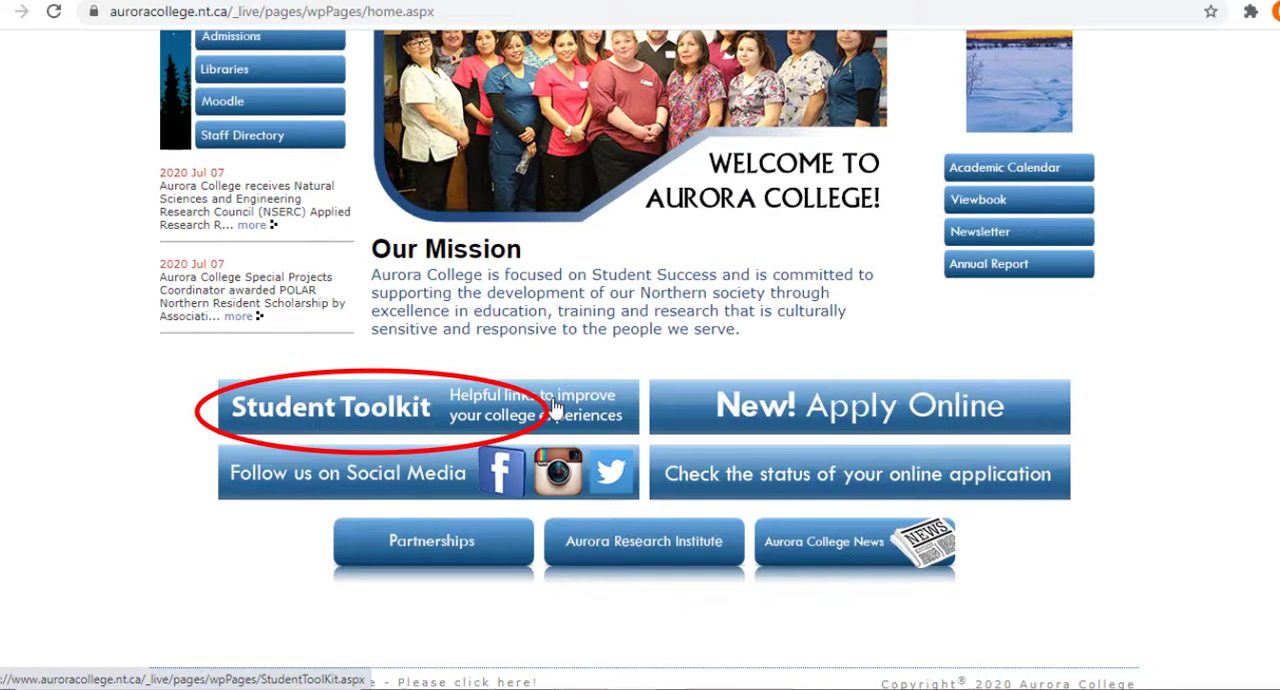 auroracollege.nt.ca/_live/pages/wpPages/home.aspx
Admissions
Libraries
Moodle
Staff Directory
2020 Jul 07
Aurora College receives Natural
Sciences and Engineering
Research Council (NSERC) Applied
Research R... more
2020 Jul 07
Aurora College Special Projects
Coordinator awarded POLAR
Northern Resident Scholarship by
Associati... more
WELCOME TO
AURORA COLLEGE!
Our Mission
Aurora College is focused on Student Success and is committed to
supporting the development of our Northern society through
excellence in education, training and research that is culturally
sensitive and responsive to the people we serve.
Academic Calendar
Viewbook
Newsletter
Annual Report
Student Toolkit
Helpful links to improve
your college experiences
New! Apply Online
Follow us on Social Media
Check the status of your online application
Partnerships
Aurora Research Institute
Aurora College News
NEWS
://www.auroracollege.nt.ca/_live/pages/wpPages/StudentToolKit.aspx
- Please click here!
Copyright® 2020 Aurora College